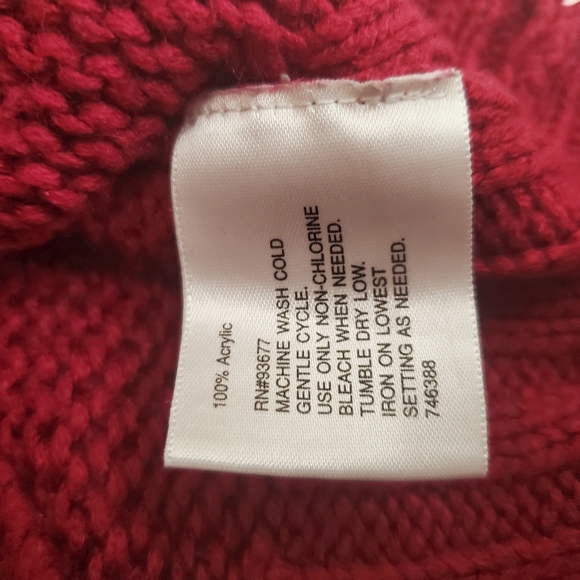 100% Acrylic
RN#93677
MACHINE WASH COLD
GENTLE CYCLE.
USE ONLY NON-CHLORINE
BLEACH WHEN NEEDED.
TUMBLE DRY LOW.
IRON ON LOWEST
SETTING AS NEEDED.
746388